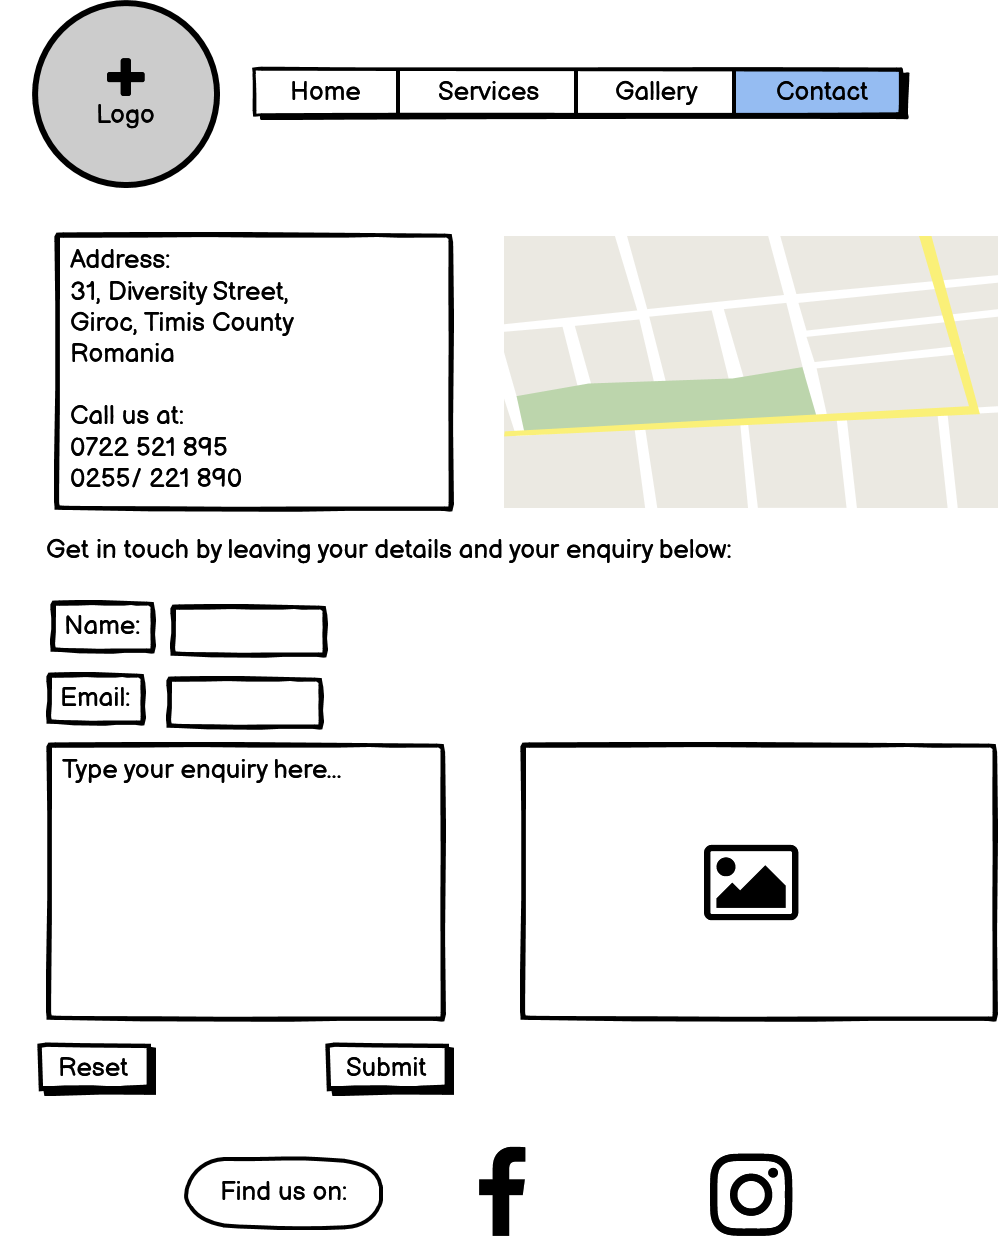 Logo
Home
Services
Gallery
Contact
Address:
31, Diversity Street,
Giroc, Timis County
Romania
Call us at:
0722 521 895
0255/ 221 890
Get in touch by leaving your details and your enquiry below:
Name:
Email:
Type your enquiry here...
Reset
Submit
Find us on: